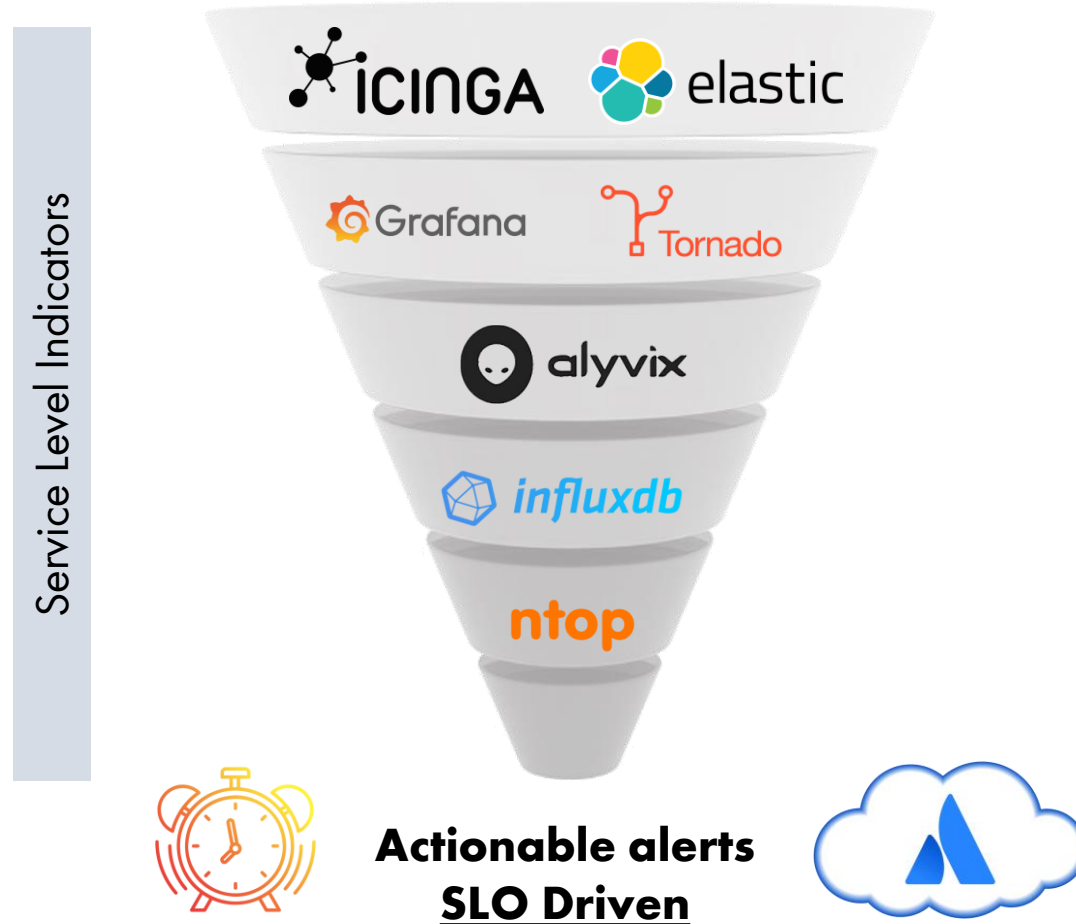 Service Level Indicators
ICINGA elastic
Grafana Tornado
alyvix
influxdb
ntop
Actionable alerts
SLO Driven